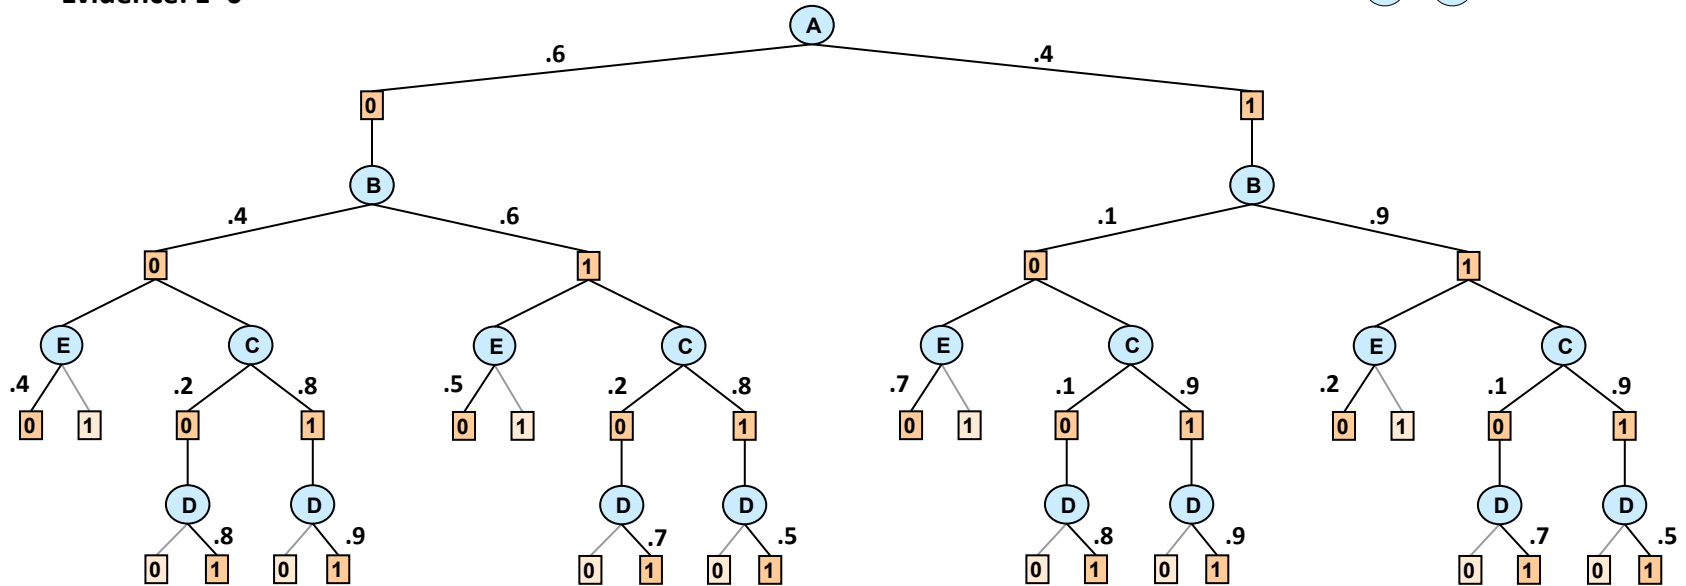 A
.6 .4
0 1
B B
.4 .6 .1 .9
0 1 0 1
E C E C E C E C
.4 .2 .8 .5 .2 .8 .7 .1 .9 .2 .1 .9
0 1 0 1 0 1 0 1 0 1 0 1 0 1 0 1
D D D D D D D D
.8 .9 .7 .5 .8 .9 .7 .5
0 1 0 1 0 1 0 1 0 1 0 1 0 1 0 1